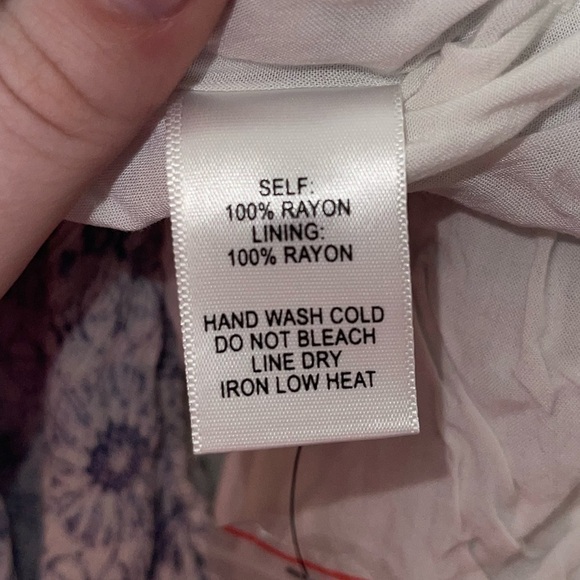 SELF:
100% RAYON
LINING:
100% RAYON
HAND WASH COLD
DO NOT BLEACH
LINE DRY
IRON LOW HEAT